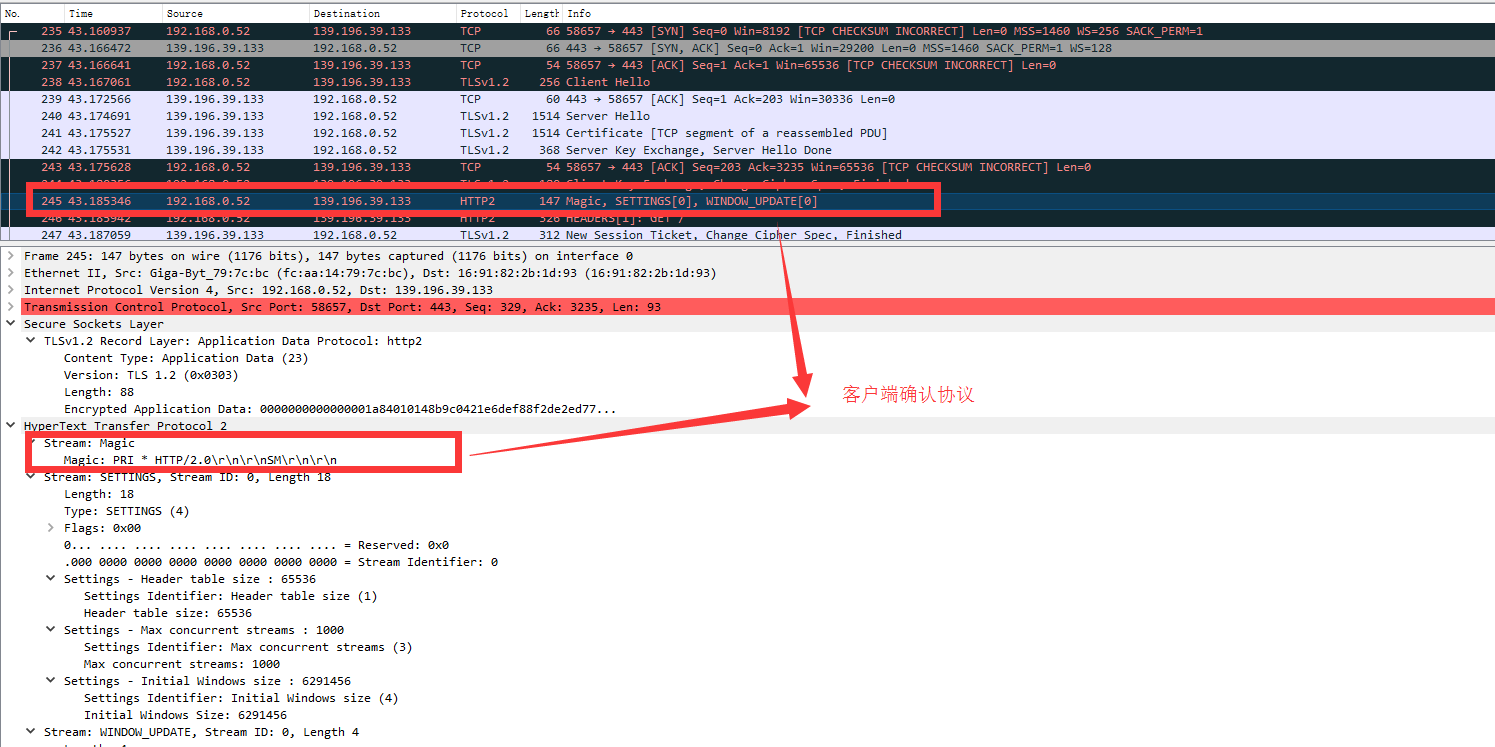 No. Time Source Destination Protocol Length Info
235 43.160937 192.168.0.52 139.196.39.133 TCP 66 58657 → 443 [SYN] Seq=0 Win=8192 [TCP CHECKSUM INCORRECT] Len=0 MSS=1460 WS=256 SACK_PERM=1
236 43.166472 139.196.39.133 192.168.0.52 TCP 66 443 → 58657 [SYN, ACK] Seq=0 Ack=1 Win=29200 Len=0 MSS=1460 SACK_PERM=1 WS=128
237 43.166641 192.168.0.52 139.196.39.133 TCP 54 58657 → 443 [ACK] Seq=1 Ack=1 Win=65536 [TCP CHECKSUM INCORRECT] Len=0
238 43.167061 192.168.0.52 139.196.39.133 TLSv1.2 256 Client Hello
239 43.172566 139.196.39.133 192.168.0.52 TCP 60 443 → 58657 [ACK] Seq=1 Ack=203 Win=30336 Len=0
240 43.174691 139.196.39.133 192.168.0.52 TLSv1.2 1514 Server Hello
241 43.175527 139.196.39.133 192.168.0.52 TLSv1.2 1514 Certificate [TCP segment of a reassembled PDU]
242 43.175531 139.196.39.133 192.168.0.52 TLSv1.2 368 Server Key Exchange, Server Hello Done
243 43.175628 192.168.0.52 139.196.39.133 TCP 54 58657 → 443 [ACK] Seq=203 Ack=3235 Win=65536 [TCP CHECKSUM INCORRECT] Len=0
245 43.185346 192.168.0.52 139.196.39.133 HTTP2 147 Magic, SETTINGS[0], WINDOW_UPDATE[0]
246 43.185942 192.168.0.52 139.196.39.133 HTTP2 326 HEADERS[1]: GET /
247 43.187059 139.196.39.133 192.168.0.52 TLSv1.2 312 New Session Ticket, Change Cipher Spec, Finished
Frame 245: 147 bytes on wire (1176 bits), 147 bytes captured (1176 bits) on interface 0
Ethernet II, Src: Giga-Byt_79:7c:bc (fc:aa:14:79:7c:bc), Dst: 16:91:82:2b:1d:93 (16:91:82:2b:1d:93)
Internet Protocol Version 4, Src: 192.168.0.52, Dst: 139.196.39.133
Transmission Control Protocol, Src Port: 58657, Dst Port: 443, Seq: 329, Ack: 3235, Len: 93
Secure Sockets Layer
TLSv1.2 Record Layer: Application Data Protocol: http2
Content Type: Application Data (23)
Version: TLS 1.2 (0x0303)
Length: 88
客户端确认协议
Encrypted Application Data: 0000000000000001a84010148b9c0421e6def88f2de2ed77...
HyperText Transfer Protocol 2
Stream: Magic
Magic: PRI * HTTP/2.0\r\n\r\nSM\r\n\r\n
Stream: SETTINGS, Stream ID: 0, Length 18
Length: 18
Type: SETTINGS (4)
Flags: 0x00
0... .... .... .... .... .... .... .... = Reserved: 0x0
.000 0000 0000 0000 0000 0000 0000 0000 = Stream Identifier: 0
Settings - Header table size : 65536
Settings Identifier: Header table size (1)
Header table size: 65536
Settings - Max concurrent streams : 1000
Settings Identifier: Max concurrent streams (3)
Max concurrent streams: 1000
Settings - Initial Windows size : 6291456
Settings Identifier: Initial Windows size (4)
Initial Windows Size: 6291456
Stream: WINDOW_UPDATE, Stream ID: 0, Length 4